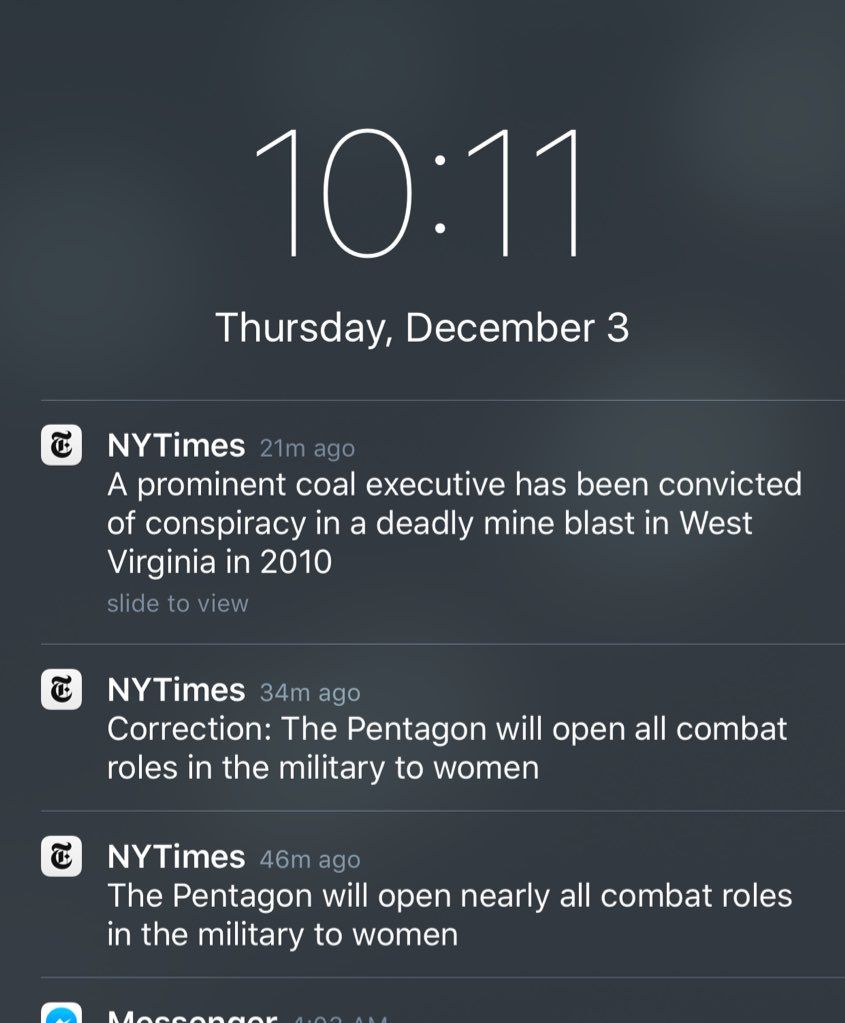 10:11
Thursday, December 3
NYTimes 21m ago
A prominent coal executive has been convicted
of conspiracy in a deadly mine blast in West
Virginia in 2010
slide to view
NYTimes 34m ago
Correction: The Pentagon will open all combat
roles in the military to women
NYTimes 46m ago
The Pentagon will open nearly all combat roles
in the military to women
Messenger 4:02 AM